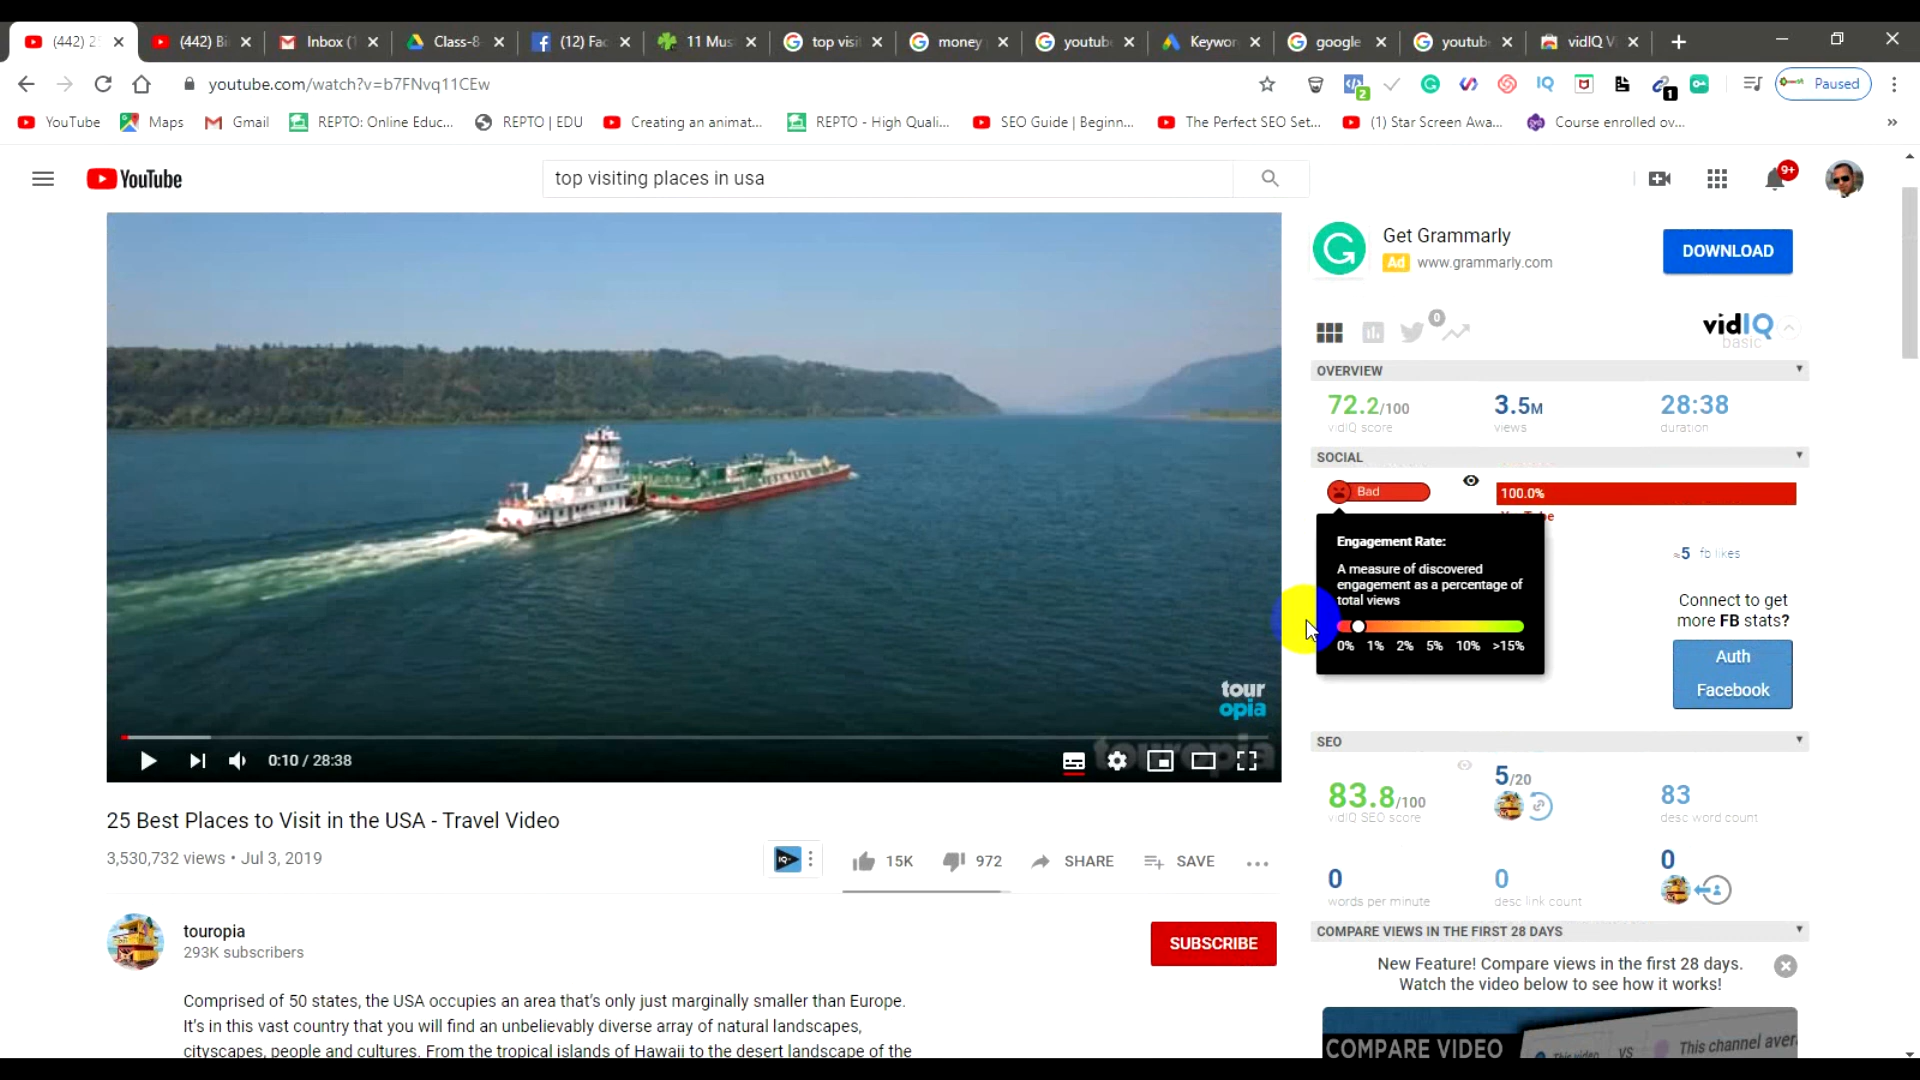 (442) 2
(442) Bi
Inbox (1
Class-8-
(12) Fac
11 Mus
top visi
money
youtub
Keywor
google
youtub
vidIQ V
youtube.com/watch?v=b7FNvq11CEw
2
1
Paused
YouTube
Maps
Gmail
REPTO: Online Educ...
REPTO | EDU
Creating an animat...
REPTO - High Quali...
SEO Guide | Beginn...
The Perfect SEO Set...
(1) Star Screen Awa...
Course enrolled ov...
YouTube
top visiting places in usa
9+
Get Grammarly
Ad www.grammarly.com
DOWNLOAD
0
vidIQ
basic
OVERVIEW
72.2/100
vidIQ score
3.5M
views
28:38
duration
SOCIAL
Bad
100.0%
Engagement Rate:
A measure of discovered
engagement as a percentage of
total views
0% 1% 2% 5% 10% >15%
5 fb likes
Connect to get
more FB stats?
Auth
Facebook
tour
opia
touropia
0:10 / 28:38
SEO
83.8/100
vidIQ SEO score
5/20
83
desc word count
0
words per minute
0
desc link count
0
25 Best Places to Visit in the USA - Travel Video
3,530,732 views • Jul 3, 2019
IQ
15K
972
SHARE
SAVE
touropia
293K subscribers
SUBSCRIBE
Comprised of 50 states, the USA occupies an area that's only just marginally smaller than Europe.
It's in this vast country that you will find an unbelievably diverse array of natural landscapes,
cityscapes, people and cultures. From the tropical islands of Hawaii to the desert landscape of the
COMPARE VIEWS IN THE FIRST 28 DAYS
New Feature! Compare views in the first 28 days.
Watch the video below to see how it works!
COMPARE VIDEO
This video
VS
This channel aver